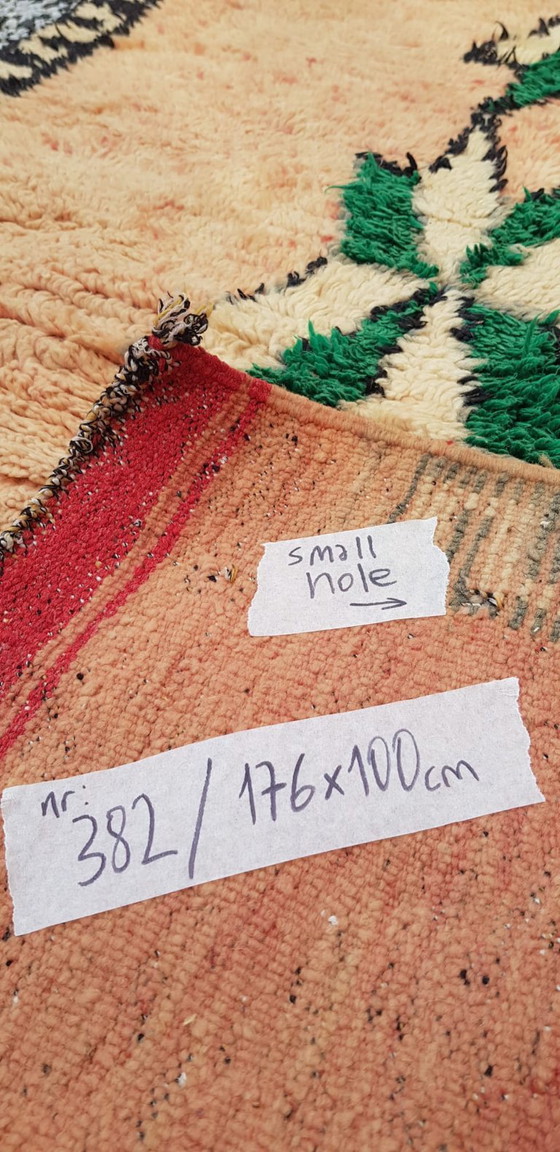 small
hole
→
nr:
382 / 176x100cm